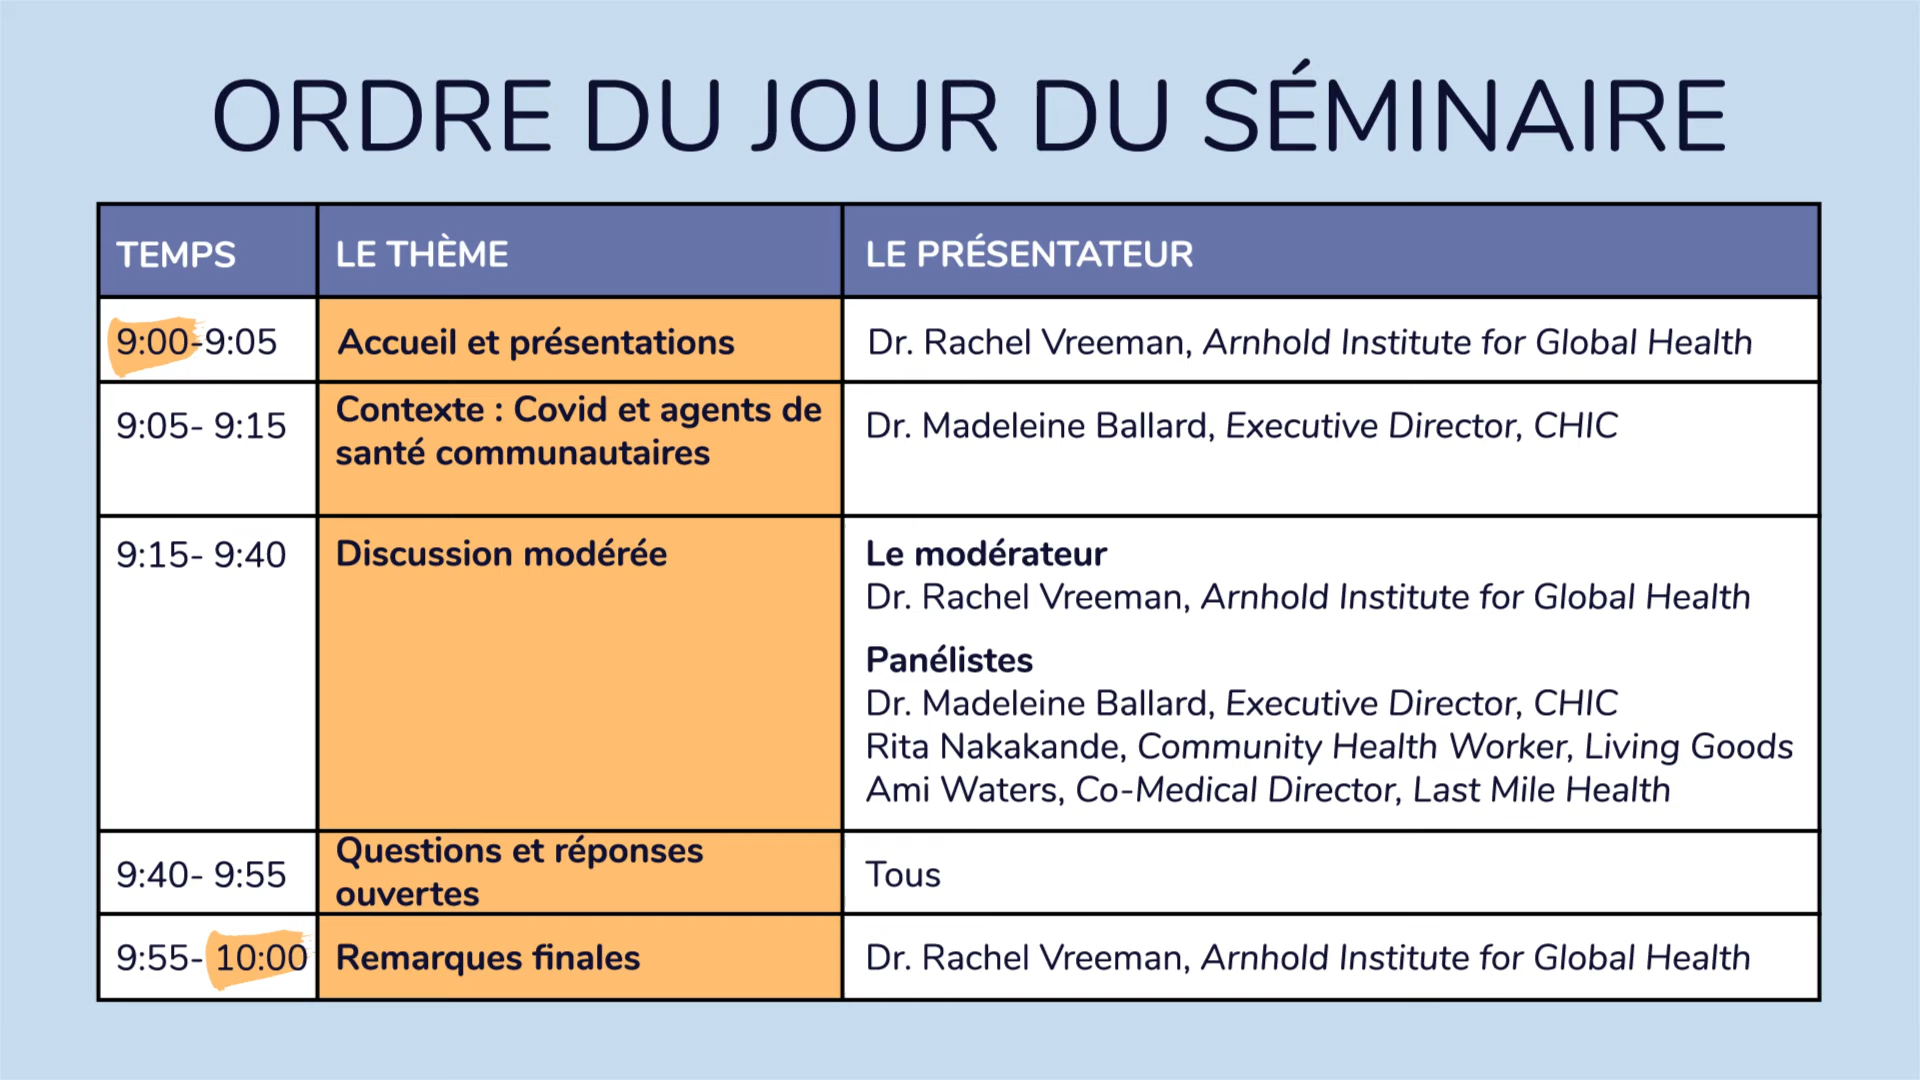 ORDRE DU JOUR DU SÉMINAIRE
TEMPS
LE THÈME
LE PRÉSENTATEUR
9:00-9:05
Accueil et présentations
Dr. Rachel Vreeman, Arnhold Institute for Global Health
9:05- 9:15
Contexte : Covid et agents de
santé communautaires
Dr. Madeleine Ballard, Executive Director, CHIC
9:15- 9:40
Discussion modérée
Le modérateur
Dr. Rachel Vreeman, Arnhold Institute for Global Health
Panélistes
Dr. Madeleine Ballard, Executive Director, CHIC
Rita Nakakande, Community Health Worker, Living Goods
Ami Waters, Co-Medical Director, Last Mile Health
9:40- 9:55
Questions et réponses
ouvertes
Tous
9:55- 10:00
Remarques finales
Dr. Rachel Vreeman, Arnhold Institute for Global Health